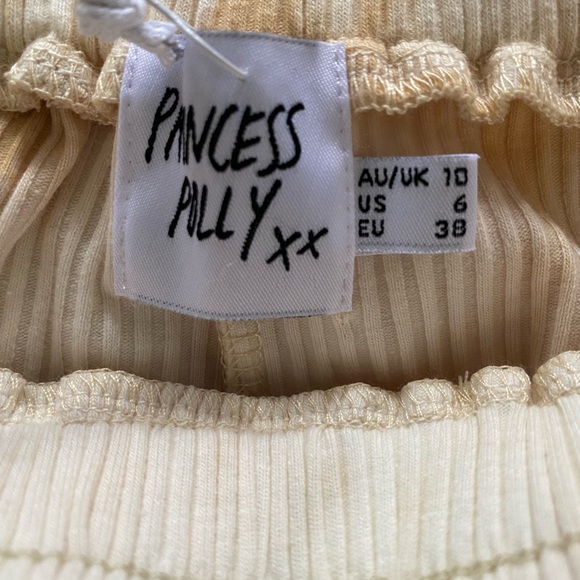 PRINCESS
POLLY
xx
AU/UK 10
US 6
EU 38